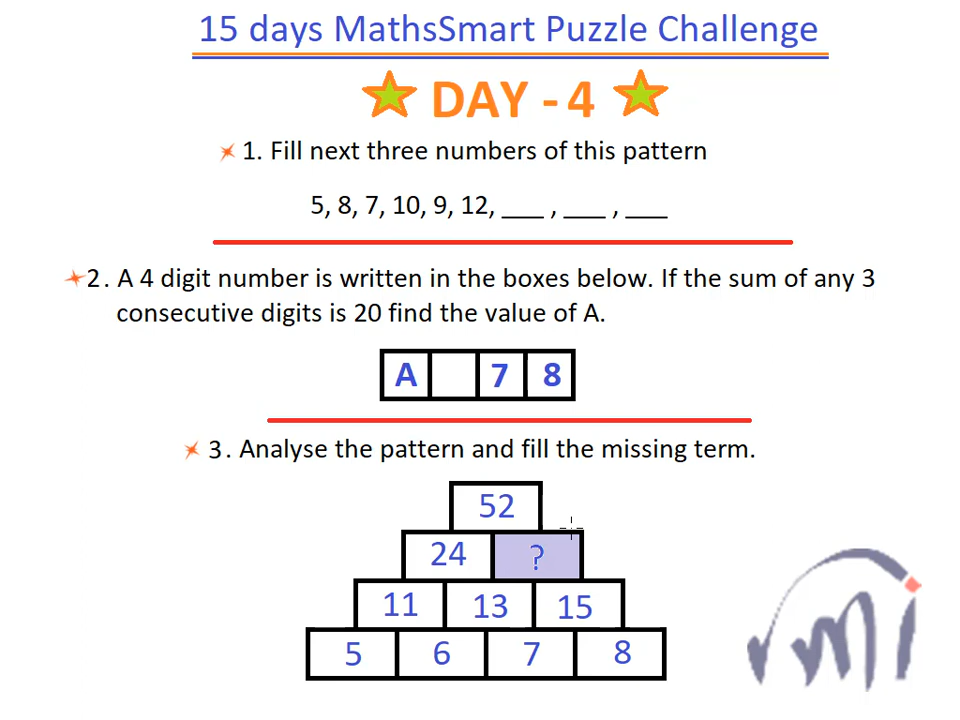 15 days MathsSmart Puzzle Challenge
DAY - 4
1. Fill next three numbers of this pattern
5, 8, 7, 10, 9, 12, ___ , ___ , ___
2. A 4 digit number is written in the boxes below. If the sum of any 3
consecutive digits is 20 find the value of A.
A 7 8
3. Analyse the pattern and fill the missing term.
52
24 ?
11 13 15
5 6 7 8